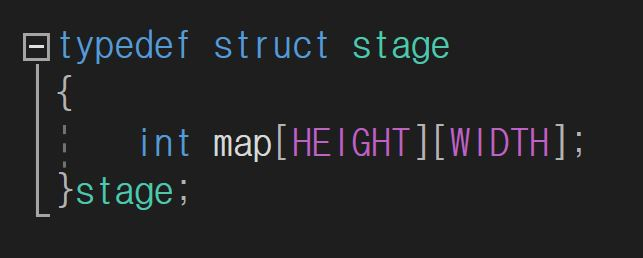 typedef struct stage
{
    int map[HEIGHT][WIDTH];
}stage;